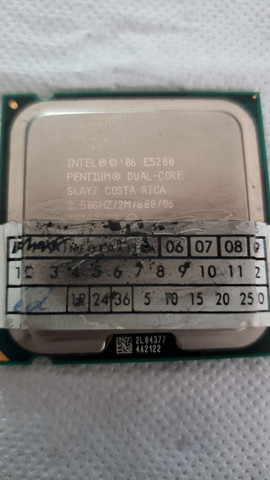 INTEL® ©'06 E5200
PENTIUM® DUAL-CORE
SLAY7 COSTA RICA
2.50GHZ/2M/800/06
06 07 08
3 4 5 6 7 8 9 10 11 2
12 24 36 5 10 15 20 25 0
2L84377
4A2122